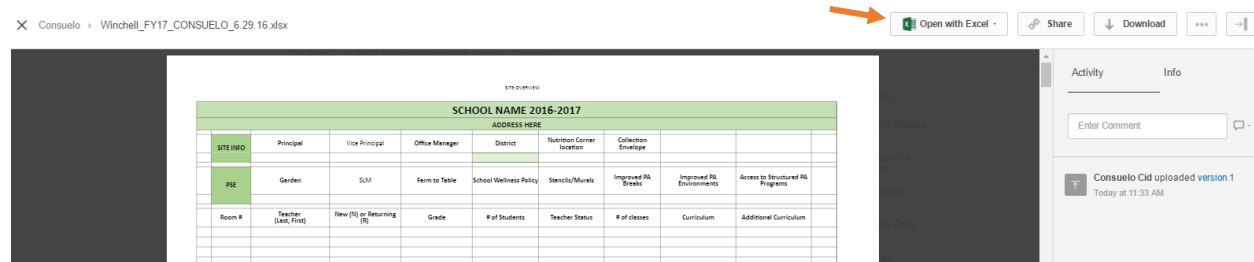 Consuelo › Winchell_FY17_CONSUELO_6.29.16.xlsx
Open with Excel
Share
Download
SITE OVERVIEW
SCHOOL NAME 2016-2017
ADDRESS HERE
SITE INFO Principal Vice Principal Office Manager District Nutrition Corner location Collection Envelope
PSE Garden SLM Farm to Table School Wellness Policy Stencils/Murals Improved PA Breaks Improved PA Environments Access to Structured PA Programs
Room # Teacher (Last, First) New (N) or Returning (R) Grade # of Students Teacher Status # of classes Curriculum Additional Curriculum
Activity Info
Enter Comment
Consuelo Cid uploaded version 1
Today at 11:33 AM